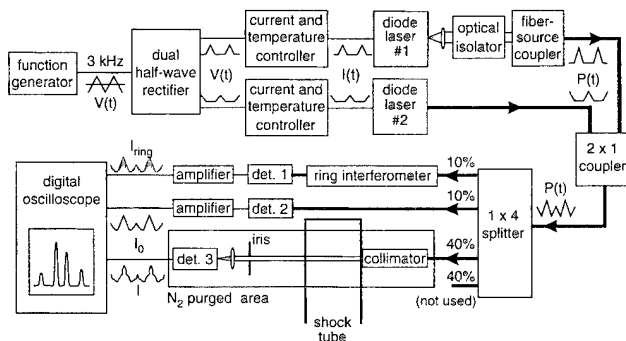 function
generator
3 kHz
V(t)
dual
half-wave
rectifier
V(t)
current and
temperature
controller
I(t)
diode
laser
#1
optical
isolator
fiber-
source
coupler
P(t)
current and
temperature
controller
diode
laser
#2
2 x 1
coupler
P(t)
1 x 4
splitter
10%
10%
40%
40%
(not used)
ring interferometer
det. 1
amplifier
I ring
digital
oscilloscope
det. 2
amplifier
I0
iris
det. 3
collimator
I
N2 purged area
shock
tube